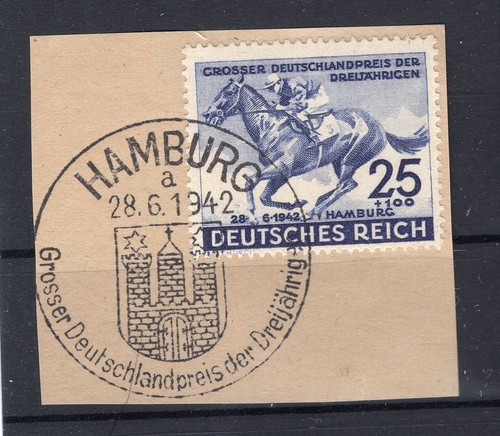 GROSSER DEUTSCHLANDPREIS DER
DREIJÄHRIGEN
25
+100
28- 6-1942 HAMBURG
DEUTSCHES REICH
HAMBURG
a
28.6.1942.
Grosser Deutschlandpreis der Dreijährige